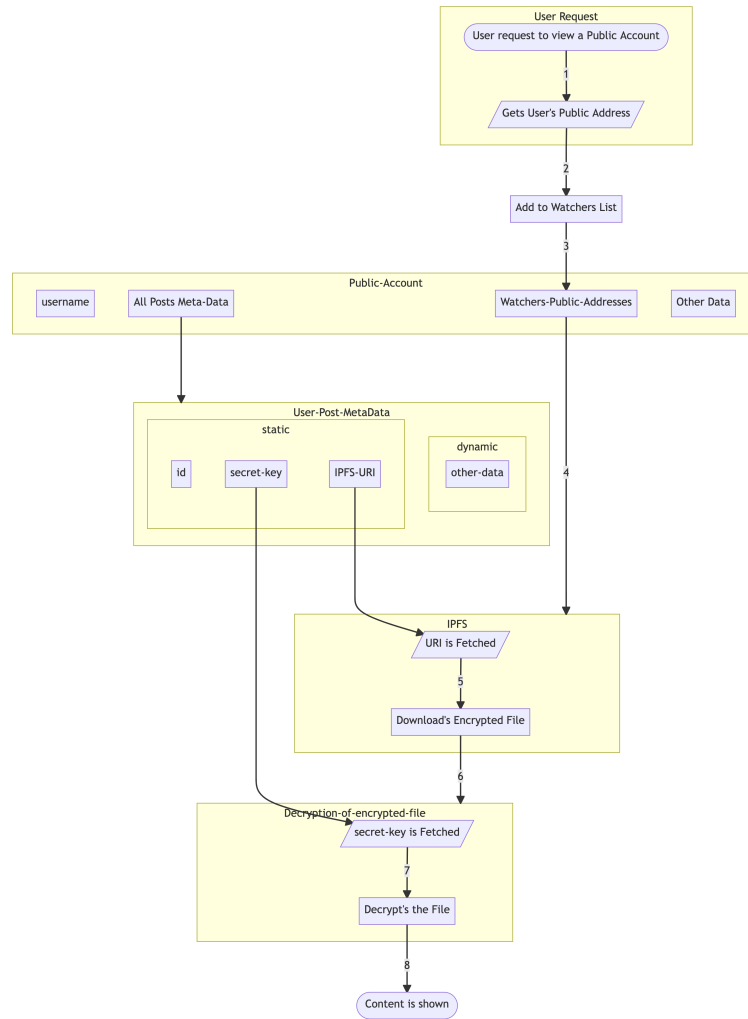 User Request
User request to view a Public Account
1
Gets User's Public Address
2
Add to Watchers List
3
Public-Account
username
All Posts Meta-Data
Watchers-Public-Addresses
Other Data
User-Post-MetaData
static
dynamic
id
secret-key
IPFS-URI
other-data
4
IPFS
URI is Fetched
5
Download's Encrypted File
6
Decryption-of-encrypted-file
secret-key is Fetched
7
Decrypt's the File
8
Content is shown